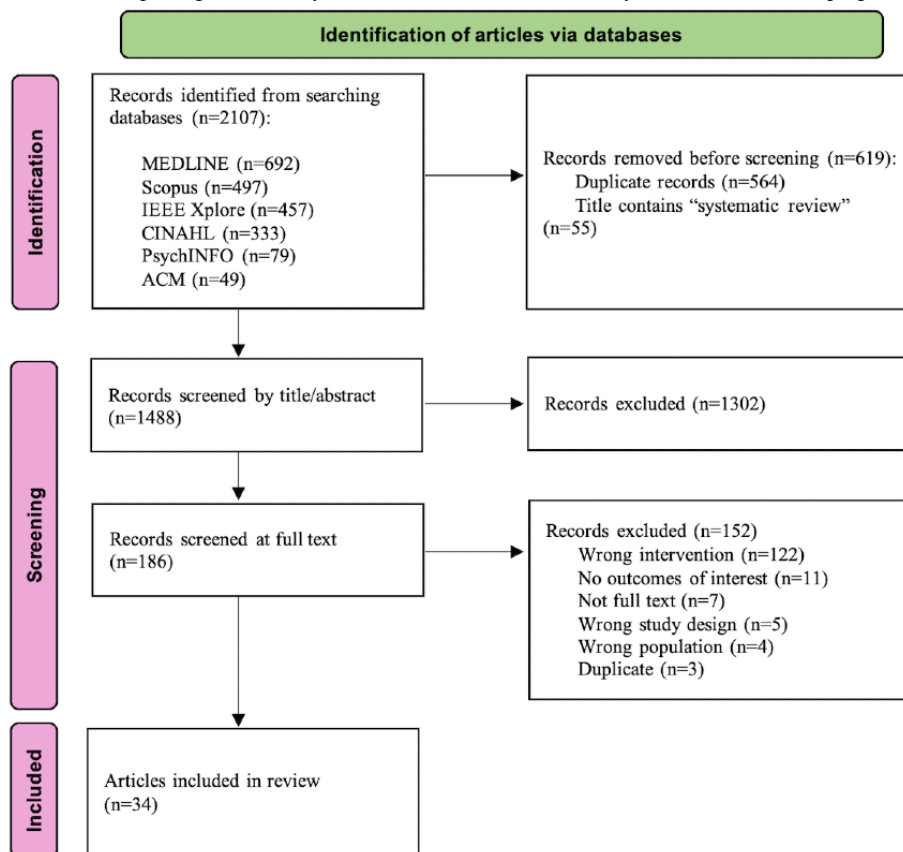 Identification of articles via databases
Identification
Records identified from searching
databases (n=2107):
MEDLINE (n=692)
Scopus (n=497)
IEEE Xplore (n=457)
CINAHL (n=333)
PsychINFO (n=79)
ACM (n=49)
Records removed before screening (n=619):
Duplicate records (n=564)
Title contains “systematic review”
(n=55)
Screening
Records screened by title/abstract
(n=1488)
Records excluded (n=1302)
Records screened at full text
(n=186)
Records excluded (n=152)
Wrong intervention (n=122)
No outcomes of interest (n=11)
Not full text (n=7)
Wrong study design (n=5)
Wrong population (n=4)
Duplicate (n=3)
Included
Articles included in review
(n=34)